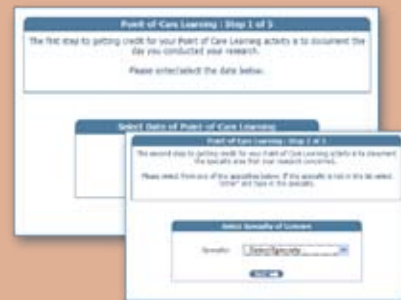 Point of Care Learning : Step 1 of 3
The first step to getting credit for your Point of Care Learning activity is to document the
day you conducted your research.
Please enter/select the date below.
Select Date of Point of Care Learning
Point of Care Learning : Step 2 of 3
The second step to getting credit for your Point of Care Learning activity is to document
the specialty area that your research concerned.
Please select from one of the specialties below. If the specialty is not in the list select
"other" and type in the specialty.
Select Specialty of Concern
Specialty: